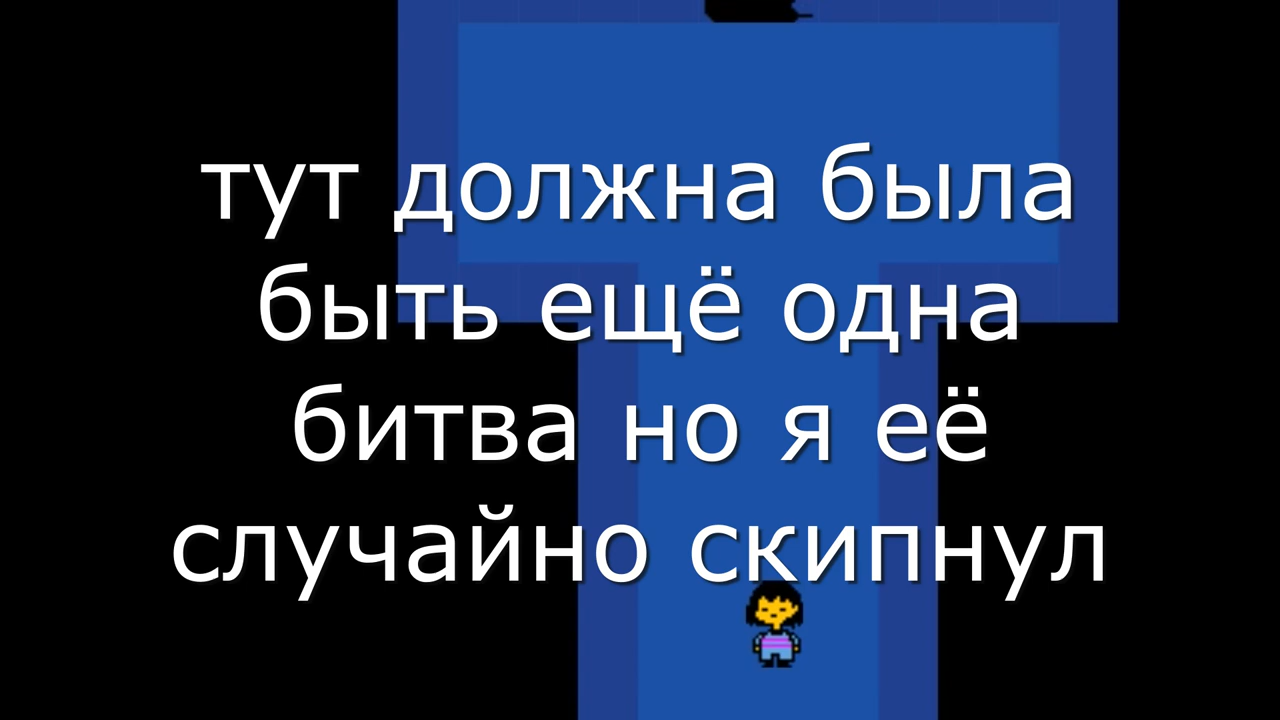 тут должна была
быть ещё одна
битва но я её
случайно скипнул